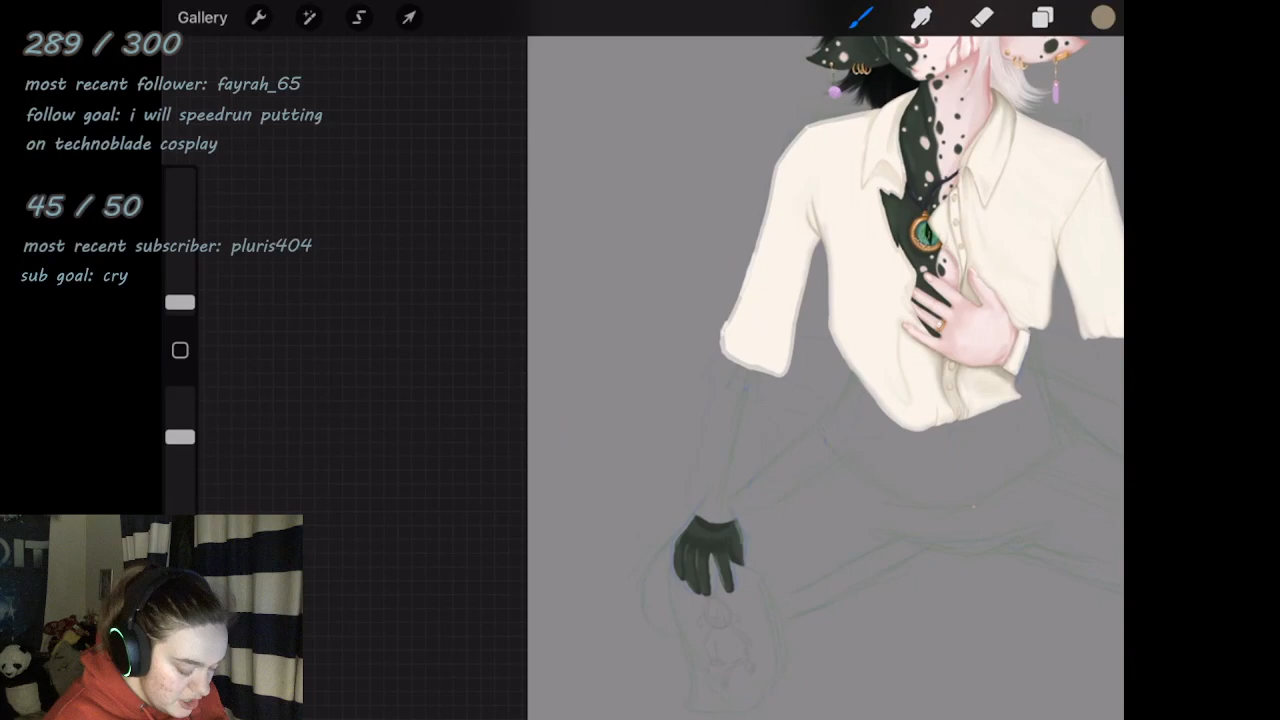 Gallery
289 / 300
most recent follower: fayrah_65
follow goal: i will speedrun putting
on technoblade cosplay
45 / 50
most recent subscriber: pluris404
sub goal: cry